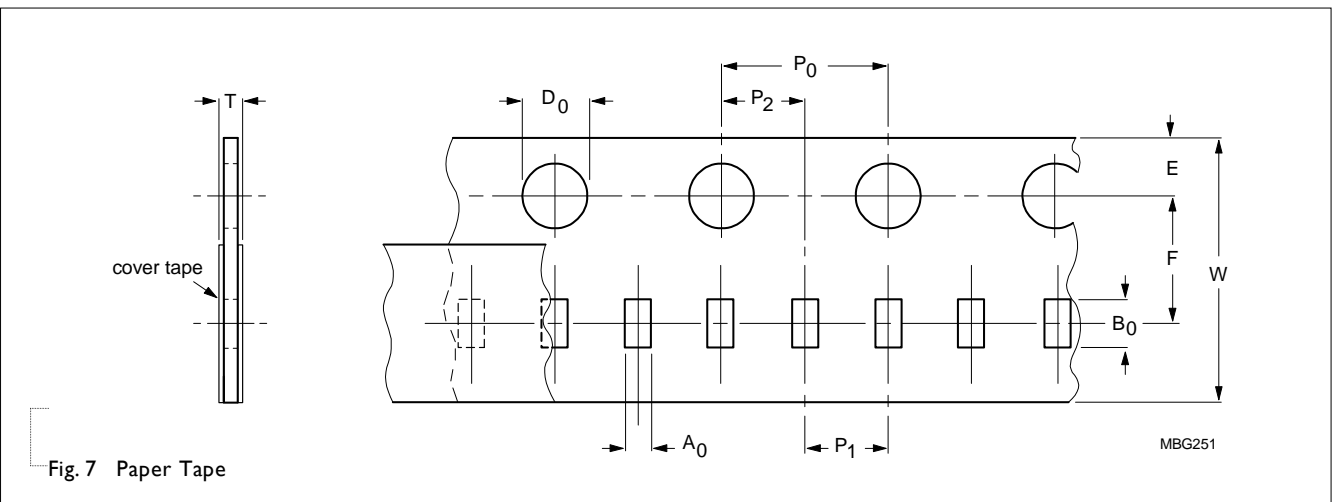 P0
T
D0
P2
E
cover tape
F
W
B0
A0
P1
MBG251
Fig. 7 Paper Tape